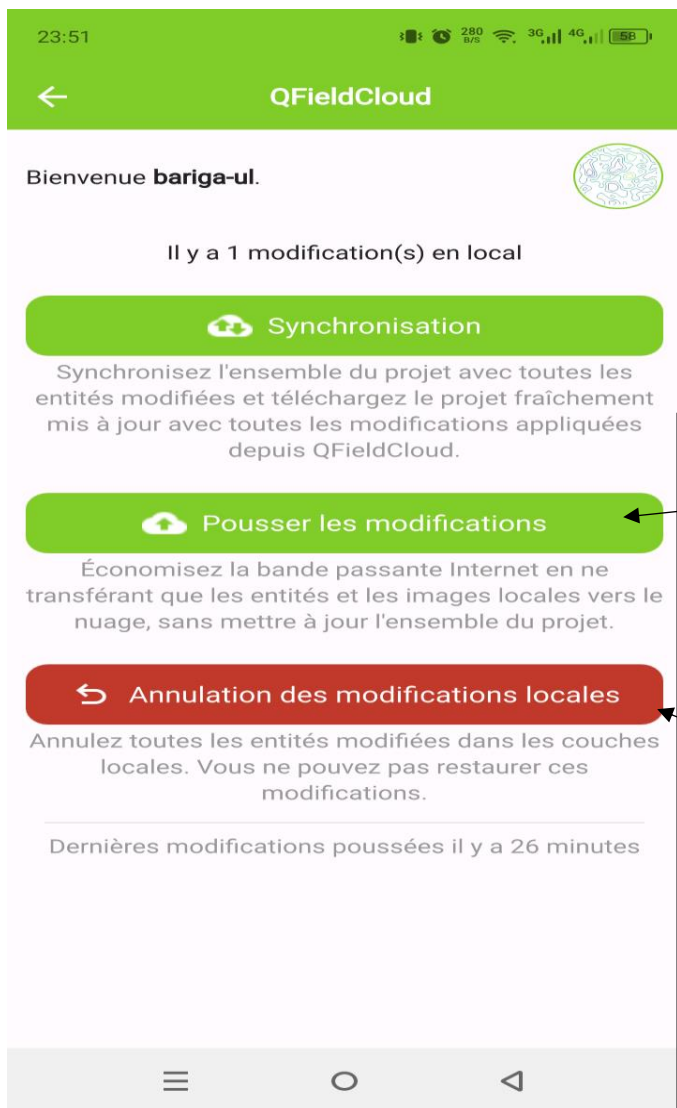 23:51 280 B/S 3G 4G 58
QFieldCloud
Bienvenue bariga-ul.
Il y a 1 modification(s) en local
Synchronisation
Synchronisez l'ensemble du projet avec toutes les
entités modifiées et téléchargez le projet fraîchement
mis à jour avec toutes les modifications appliquées
depuis QFieldCloud.
Pousser les modifications
Économisez la bande passante Internet en ne
transférant que les entités et les images locales vers le
nuage, sans mettre à jour l'ensemble du projet.
Annulation des modifications locales
Annulez toutes les entités modifiées dans les couches
locales. Vous ne pouvez pas restaurer ces
modifications.
Dernières modifications poussées il y a 26 minutes